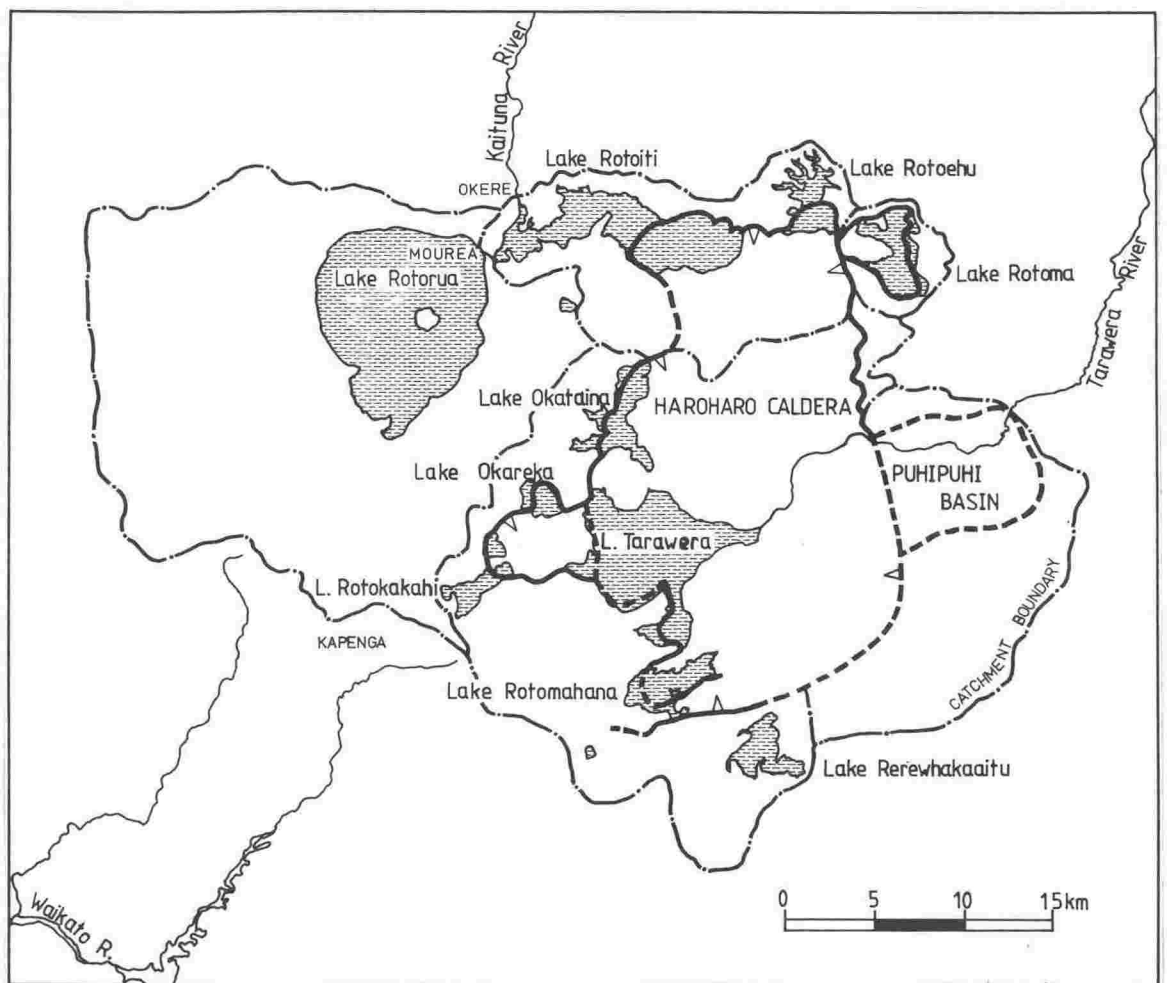 Kaituna River
Lake Rotoiti
Lake Rotoehu
OKERE
MOUREA
Lake Rotorua
Lake Rotoma
Tarawera River
Lake Okataina
HAROHARO CALDERA
Lake Okareka
PUHIPUHI
BASIN
L. Tarawera
L. Rotokakahi
KAPENGA
CATCHMENT BOUNDARY
Lake Rotomahana
Lake Rerewhakaaitu
Waikato R.
0 5 10 15km